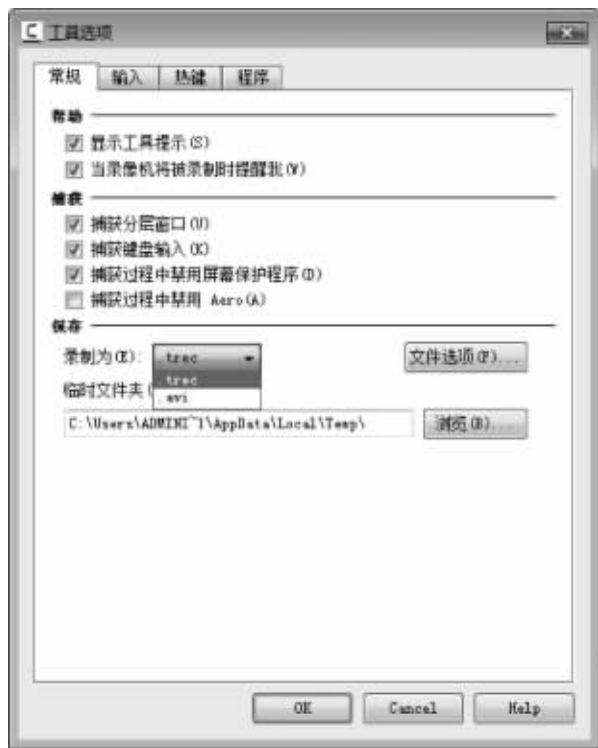 工具选项
常规 输入 热键 程序
帮助
显示工具提示(S)
当录像机将被录制时提醒我(W)
捕获
捕获分层窗口(U)
捕获键盘输入(K)
捕获过程中禁用屏幕保护程序(D)
捕获过程中禁用 Aero(A)
保存
录制为(E): .trec 文件选项(F)...
.trec
临时文件夹(
.avi
C:\Users\ADMINI~1\AppData\Local\Temp\ 浏览(B)...
OK Cancel Help